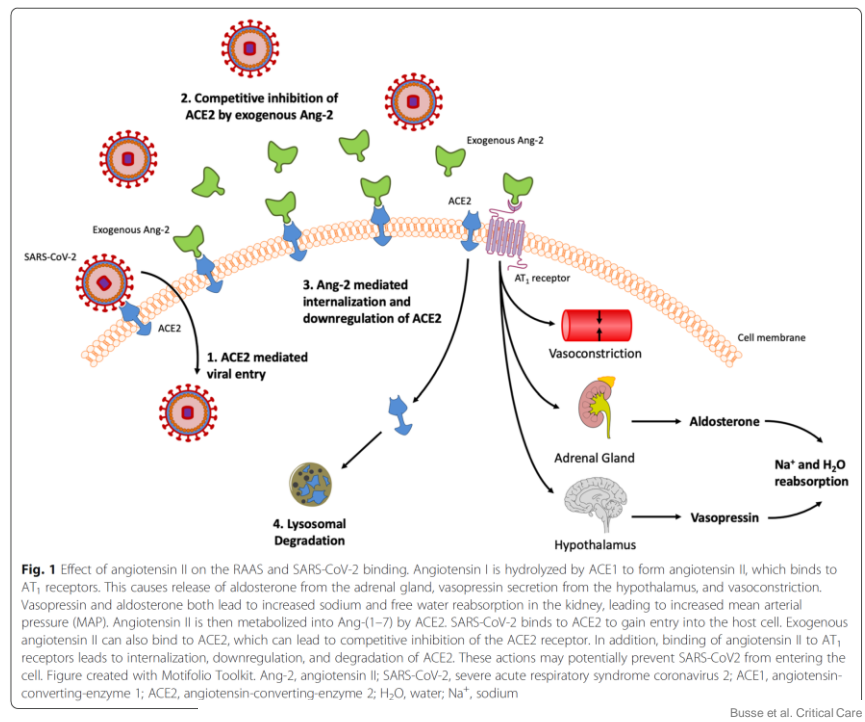 2. Competitive inhibition of
ACE2 by exogenous Ang-2
Exogenous Ang-2
ACE2
Exogenous Ang-2
SARS-CoV-2
AT₁ receptor
3. Ang-2 mediated
internalization and
downregulation of ACE2
ACE2
Cell membrane
1. ACE2 mediated
viral entry
Vasoconstriction
Adrenal Gland
Aldosterone
Na⁺ and H₂O
reabsorption
4. Lysosomal
Degradation
Vasopressin
Hypothalamus
Fig. 1 Effect of angiotensin II on the RAAS and SARS-CoV-2 binding. Angiotensin I is hydrolyzed by ACE1 to form angiotensin II, which binds to
AT₁ receptors. This causes release of aldosterone from the adrenal gland, vasopressin secretion from the hypothalamus, and vasoconstriction.
Vasopressin and aldosterone both lead to increased sodium and free water reabsorption in the kidney, leading to increased mean arterial
pressure (MAP). Angiotensin II is then metabolized into Ang-(1–7) by ACE2. SARS-CoV-2 binds to ACE2 to gain entry into the host cell. Exogenous
angiotensin II can also bind to ACE2, which can lead to competitive inhibition of the ACE2 receptor. In addition, binding of angiotensin II to AT₁
receptors leads to internalization, downregulation, and degradation of ACE2. These actions may potentially prevent SARS-CoV2 from entering the
cell. Figure created with Motifolio Toolkit. Ang-2, angiotensin II; SARS-CoV-2, severe acute respiratory syndrome coronavirus 2; ACE1, angiotensin-
converting-enzyme 1; ACE2, angiotensin-converting-enzyme 2; H₂O, water; Na⁺, sodium
Busse et al. Critical Care